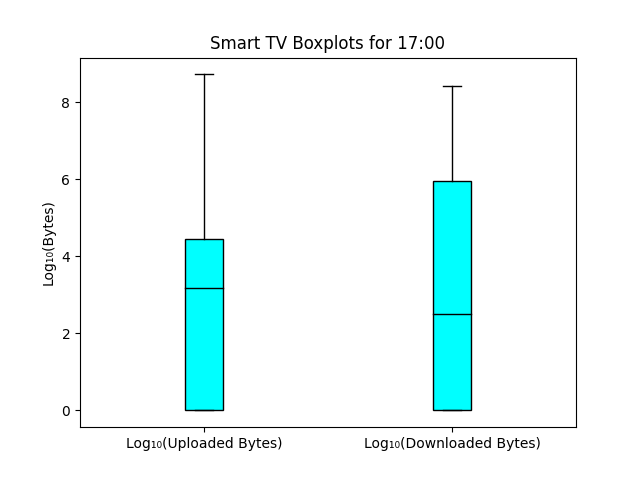 Smart TV Boxplots for 17:00
Log₁₀(Bytes)
8
6
4
2
0
Log₁₀(Uploaded Bytes)
Log₁₀(Downloaded Bytes)